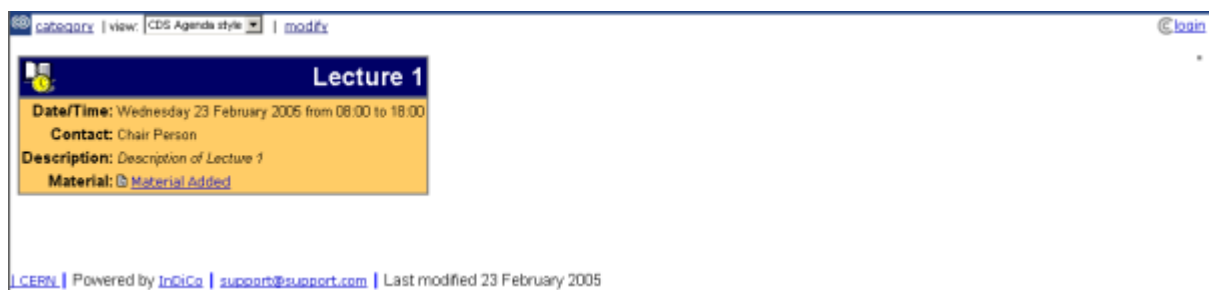 category | view: CDS Agenda style | modify
login
Lecture 1
Date/Time: Wednesday 23 February 2005 from 08:00 to 18:00
Contact: Chair Person
Description: Description of Lecture 1
Material: Material Added
| CERN | Powered by InDiCo | support@support.com | Last modified 23 February 2005